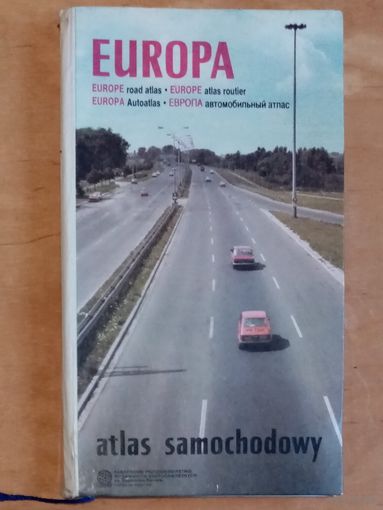 EUROPA
EUROPE road atlas • EUROPE atlas routier
EUROPA Autoatlas • ЕВРОПА автомобильный атлас
atlas samochodowy